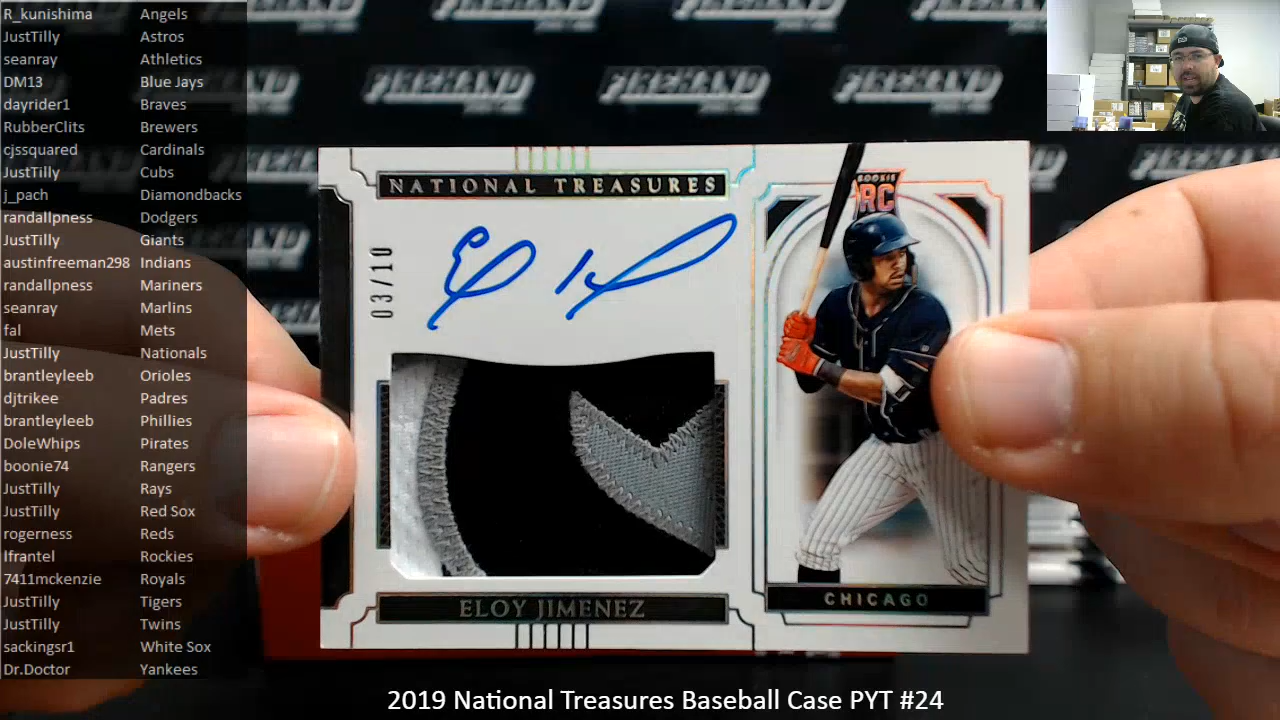 R_kunishima Angels
JustTilly Astros
seanray Athletics
DM13 Blue Jays
dayrider1 Braves
RubberClits Brewers
cjssquared Cardinals
JustTilly Cubs
j_pach Diamondbacks
randallpness Dodgers
JustTilly Giants
austinfreeman298 Indians
randallpness Mariners
seanray Marlins
fal Mets
JustTilly Nationals
brantleyleeb Orioles
djtrikee Padres
brantleyleeb Phillies
DoleWhips Pirates
boonie74 Rangers
JustTilly Rays
JustTilly Red Sox
rogerness Reds
lfrantel Rockies
7411mckenzie Royals
JustTilly Tigers
JustTilly Twins
sackingsr1 White Sox
Dr.Doctor Yankees
FIREHAND FIREHAND FIREHAND
NATIONAL TREASURES
ROOKIE
RC
03/10
ELOY JIMENEZ
CHICAGO
2019 National Treasures Baseball Case PYT #24